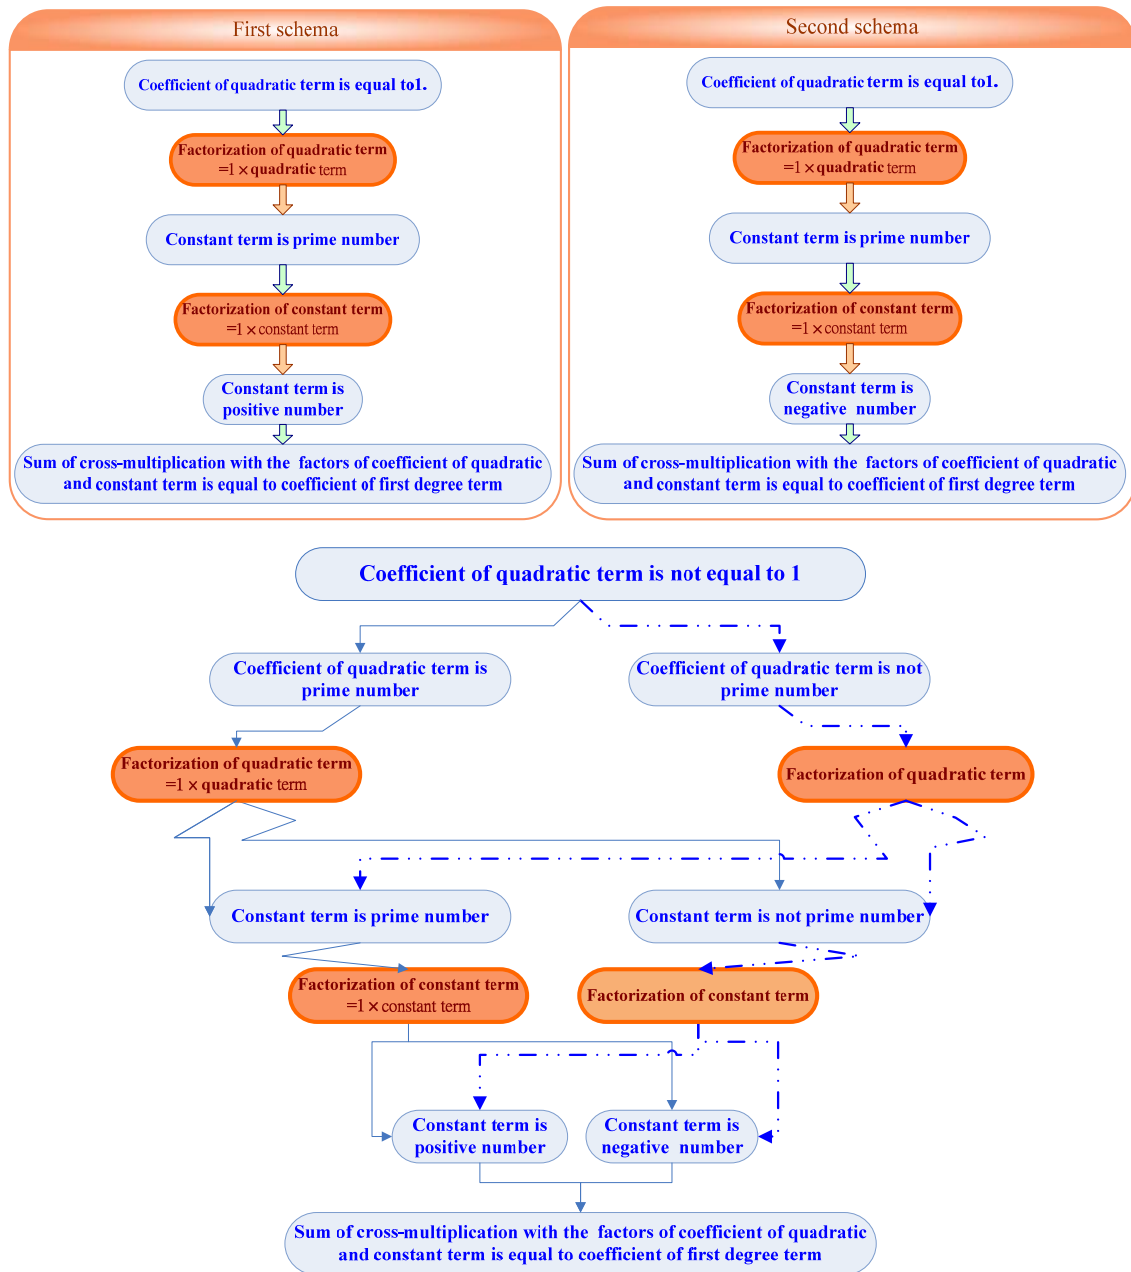 First schema
Coefficient of quadratic term is equal to1.
Factorization of quadratic term
=1 × quadratic term
Constant term is prime number
Factorization of constant term
=1 × constant term
Constant term is
positive number
Sum of cross-multiplication with the factors of coefficient of quadratic
and constant term is equal to coefficient of first degree term
Second schema
Coefficient of quadratic term is equal to1.
Factorization of quadratic term
=1 × quadratic term
Constant term is prime number
Factorization of constant term
=1 × constant term
Constant term is
negative number
Sum of cross-multiplication with the factors of coefficient of quadratic
and constant term is equal to coefficient of first degree term
Coefficient of quadratic term is not equal to 1
Coefficient of quadratic term is
prime number
Coefficient of quadratic term is not
prime number
Factorization of quadratic term
=1 × quadratic term
Factorization of quadratic term
Constant term is prime number
Constant term is not prime number
Factorization of constant term
=1 × constant term
Factorization of constant term
Constant term is
positive number
Constant term is
negative number
Sum of cross-multiplication with the factors of coefficient of quadratic
and constant term is equal to coefficient of first degree term